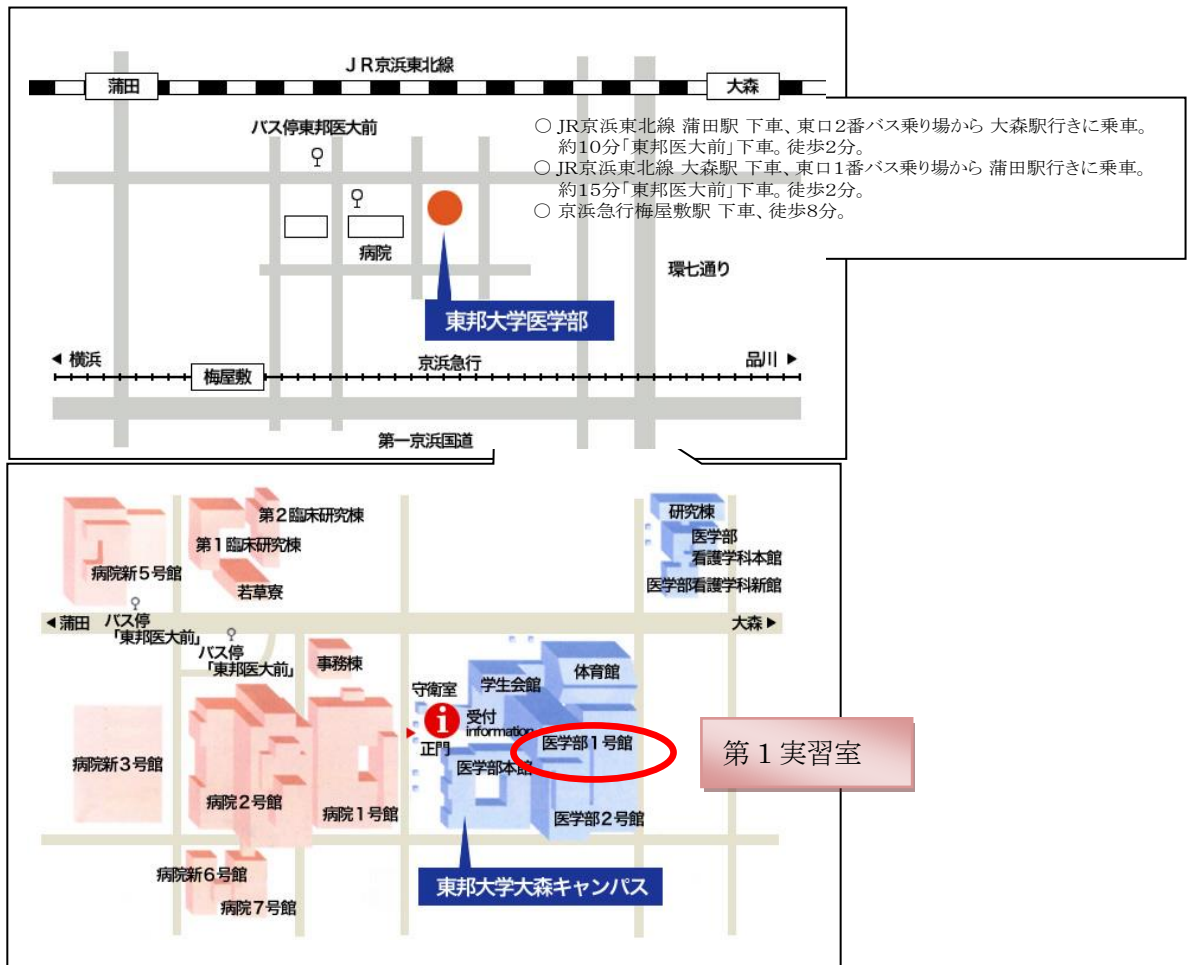 JR京浜東北線
蒲田
大森
バス停東邦医大前
○ JR京浜東北線 蒲田駅 下車、東口2番バス乗り場から 大森駅行きに乗車。
約10分「東邦医大前」下車。徒歩2分。
○ JR京浜東北線 大森駅 下車、東口1番バス乗り場から 蒲田駅行きに乗車。
約15分「東邦医大前」下車。徒歩2分。
○ 京浜急行梅屋敷駅 下車、徒歩8分。
病院
環七通り
東邦大学医学部
◀ 横浜
京浜急行
品川 ▶
梅屋敷
第一京浜国道
第2臨床研究棟
第1臨床研究棟
病院新5号館
若草寮
研究棟
医学部
看護学科本館
医学部看護学科新館
◀蒲田
バス停
「東邦医大前」
大森▶
バス停
「東邦医大前」
事務棟
守衛室
学生会館
体育館
i
受付
information
正門
医学部1号館
第1実習室
病院新3号館
医学部本館
病院2号館
病院1号館
医学部2号館
病院新6号館
病院7号館
東邦大学大森キャンパス